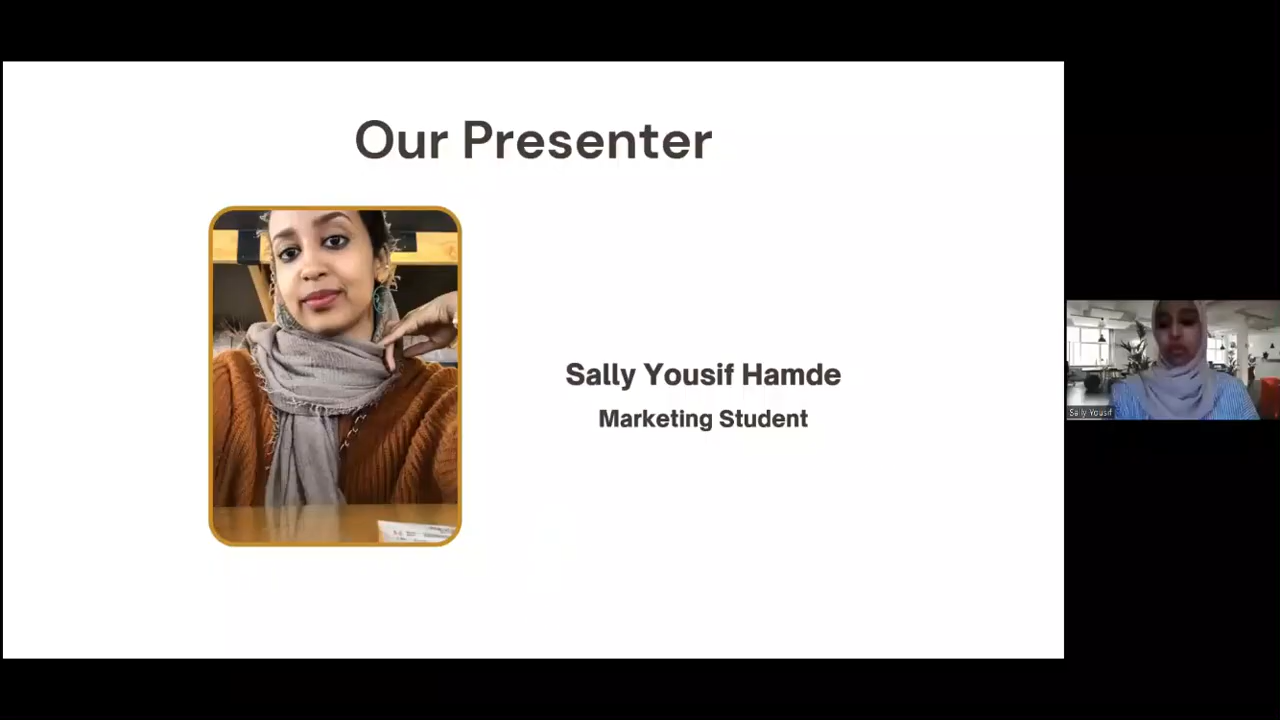 Our Presenter
Sally Yousif Hamde
Marketing Student
Sally Yousif